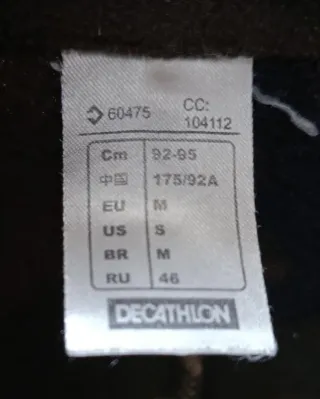 60475 CC:
104112
Cm 92-95
中国 175/92A
EU M
US S
BR M
RU 46
DECATHLON